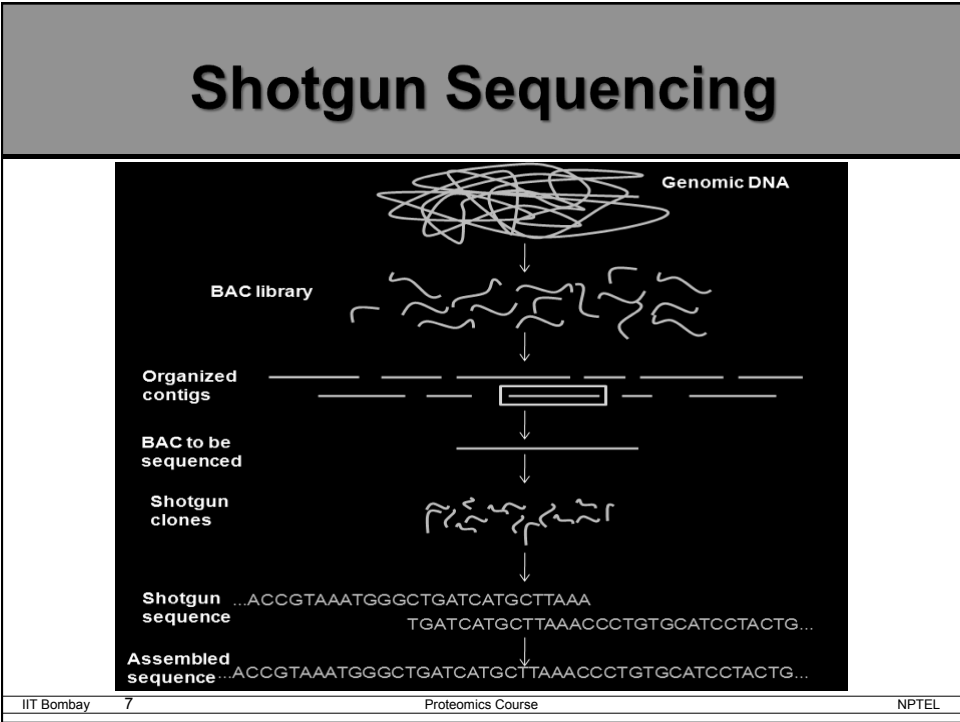 Shotgun Sequencing
Genomic DNA
BAC library
Organized
contigs
BAC to be
sequenced
Shotgun
clones
Shotgun
sequence
...ACCGTAAATGGGCTGATCATGCTTAAA
TGATCATGCTTAAACCCTGTGCATCCTACTG...
Assembled
sequence
...ACCGTAAATGGGCTGATCATGCTTAAACCCTGTGCATCCTACTG...
IIT Bombay 7 Proteomics Course NPTEL